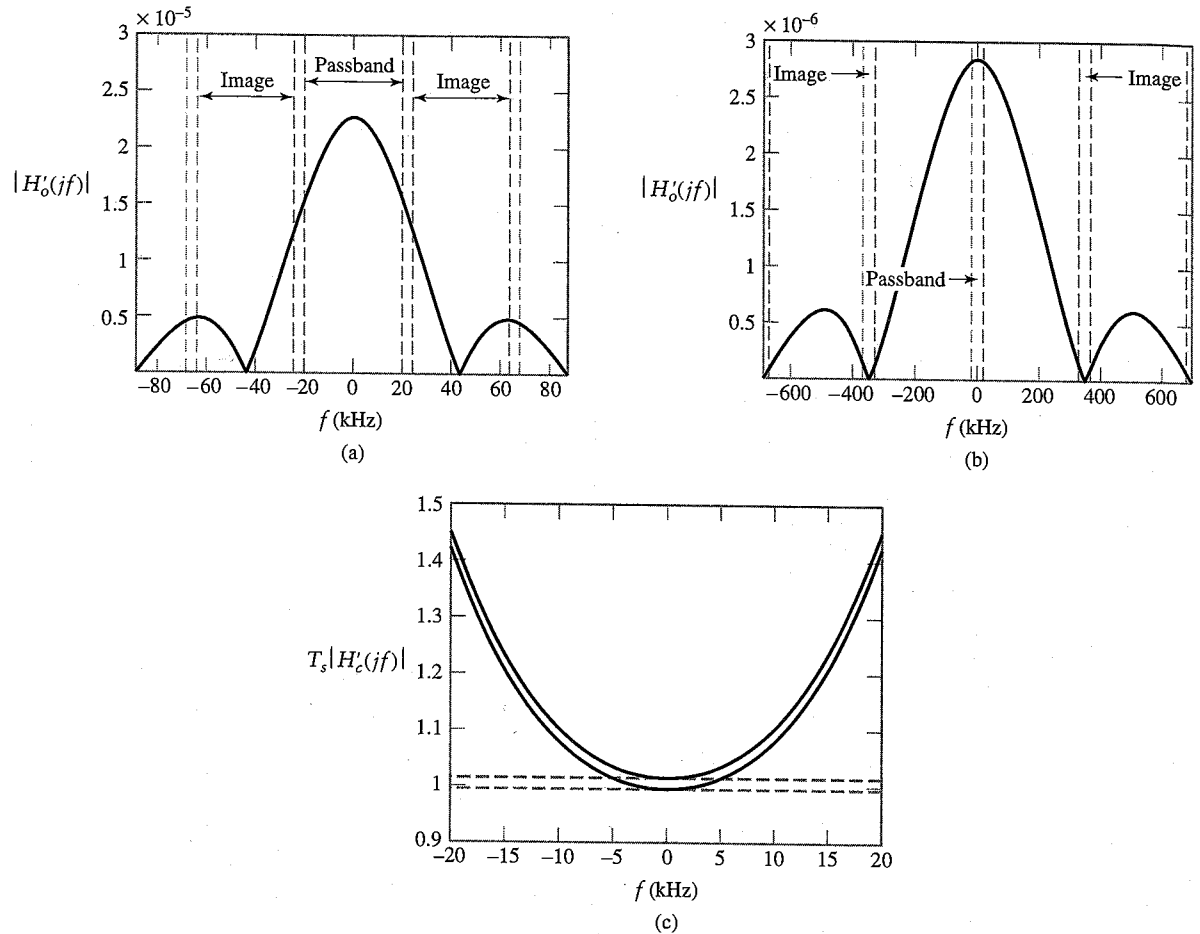 × 10⁻⁵
3
2.5
2
1.5
1
0.5
|H′ₒ(jf)|
Image
Passband
Image
−80 −60 −40 −20 0 20 40 60 80
f (kHz)
(a)
× 10⁻⁶
3
2.5
2
1.5
1
0.5
|H′ₒ(jf)|
Image
Image
Passband
−600 −400 −200 0 200 400 600
f (kHz)
(b)
1.5
1.4
1.3
1.2
1.1
1
0.9
Tₛ|H′c(jf)|
−20 −15 −10 −5 0 5 10 15 20
f (kHz)
(c)